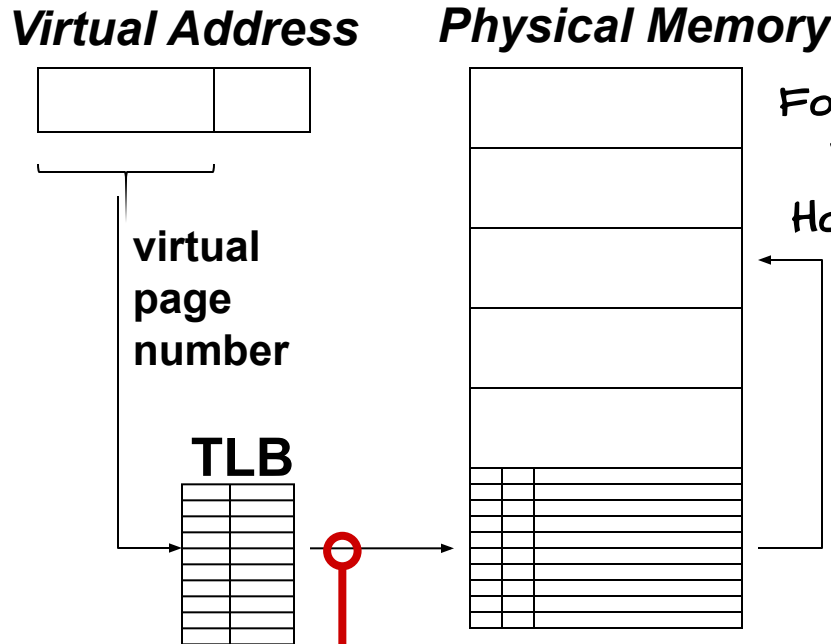 Virtual Address
Physical Memory
virtual
page
number
TLB